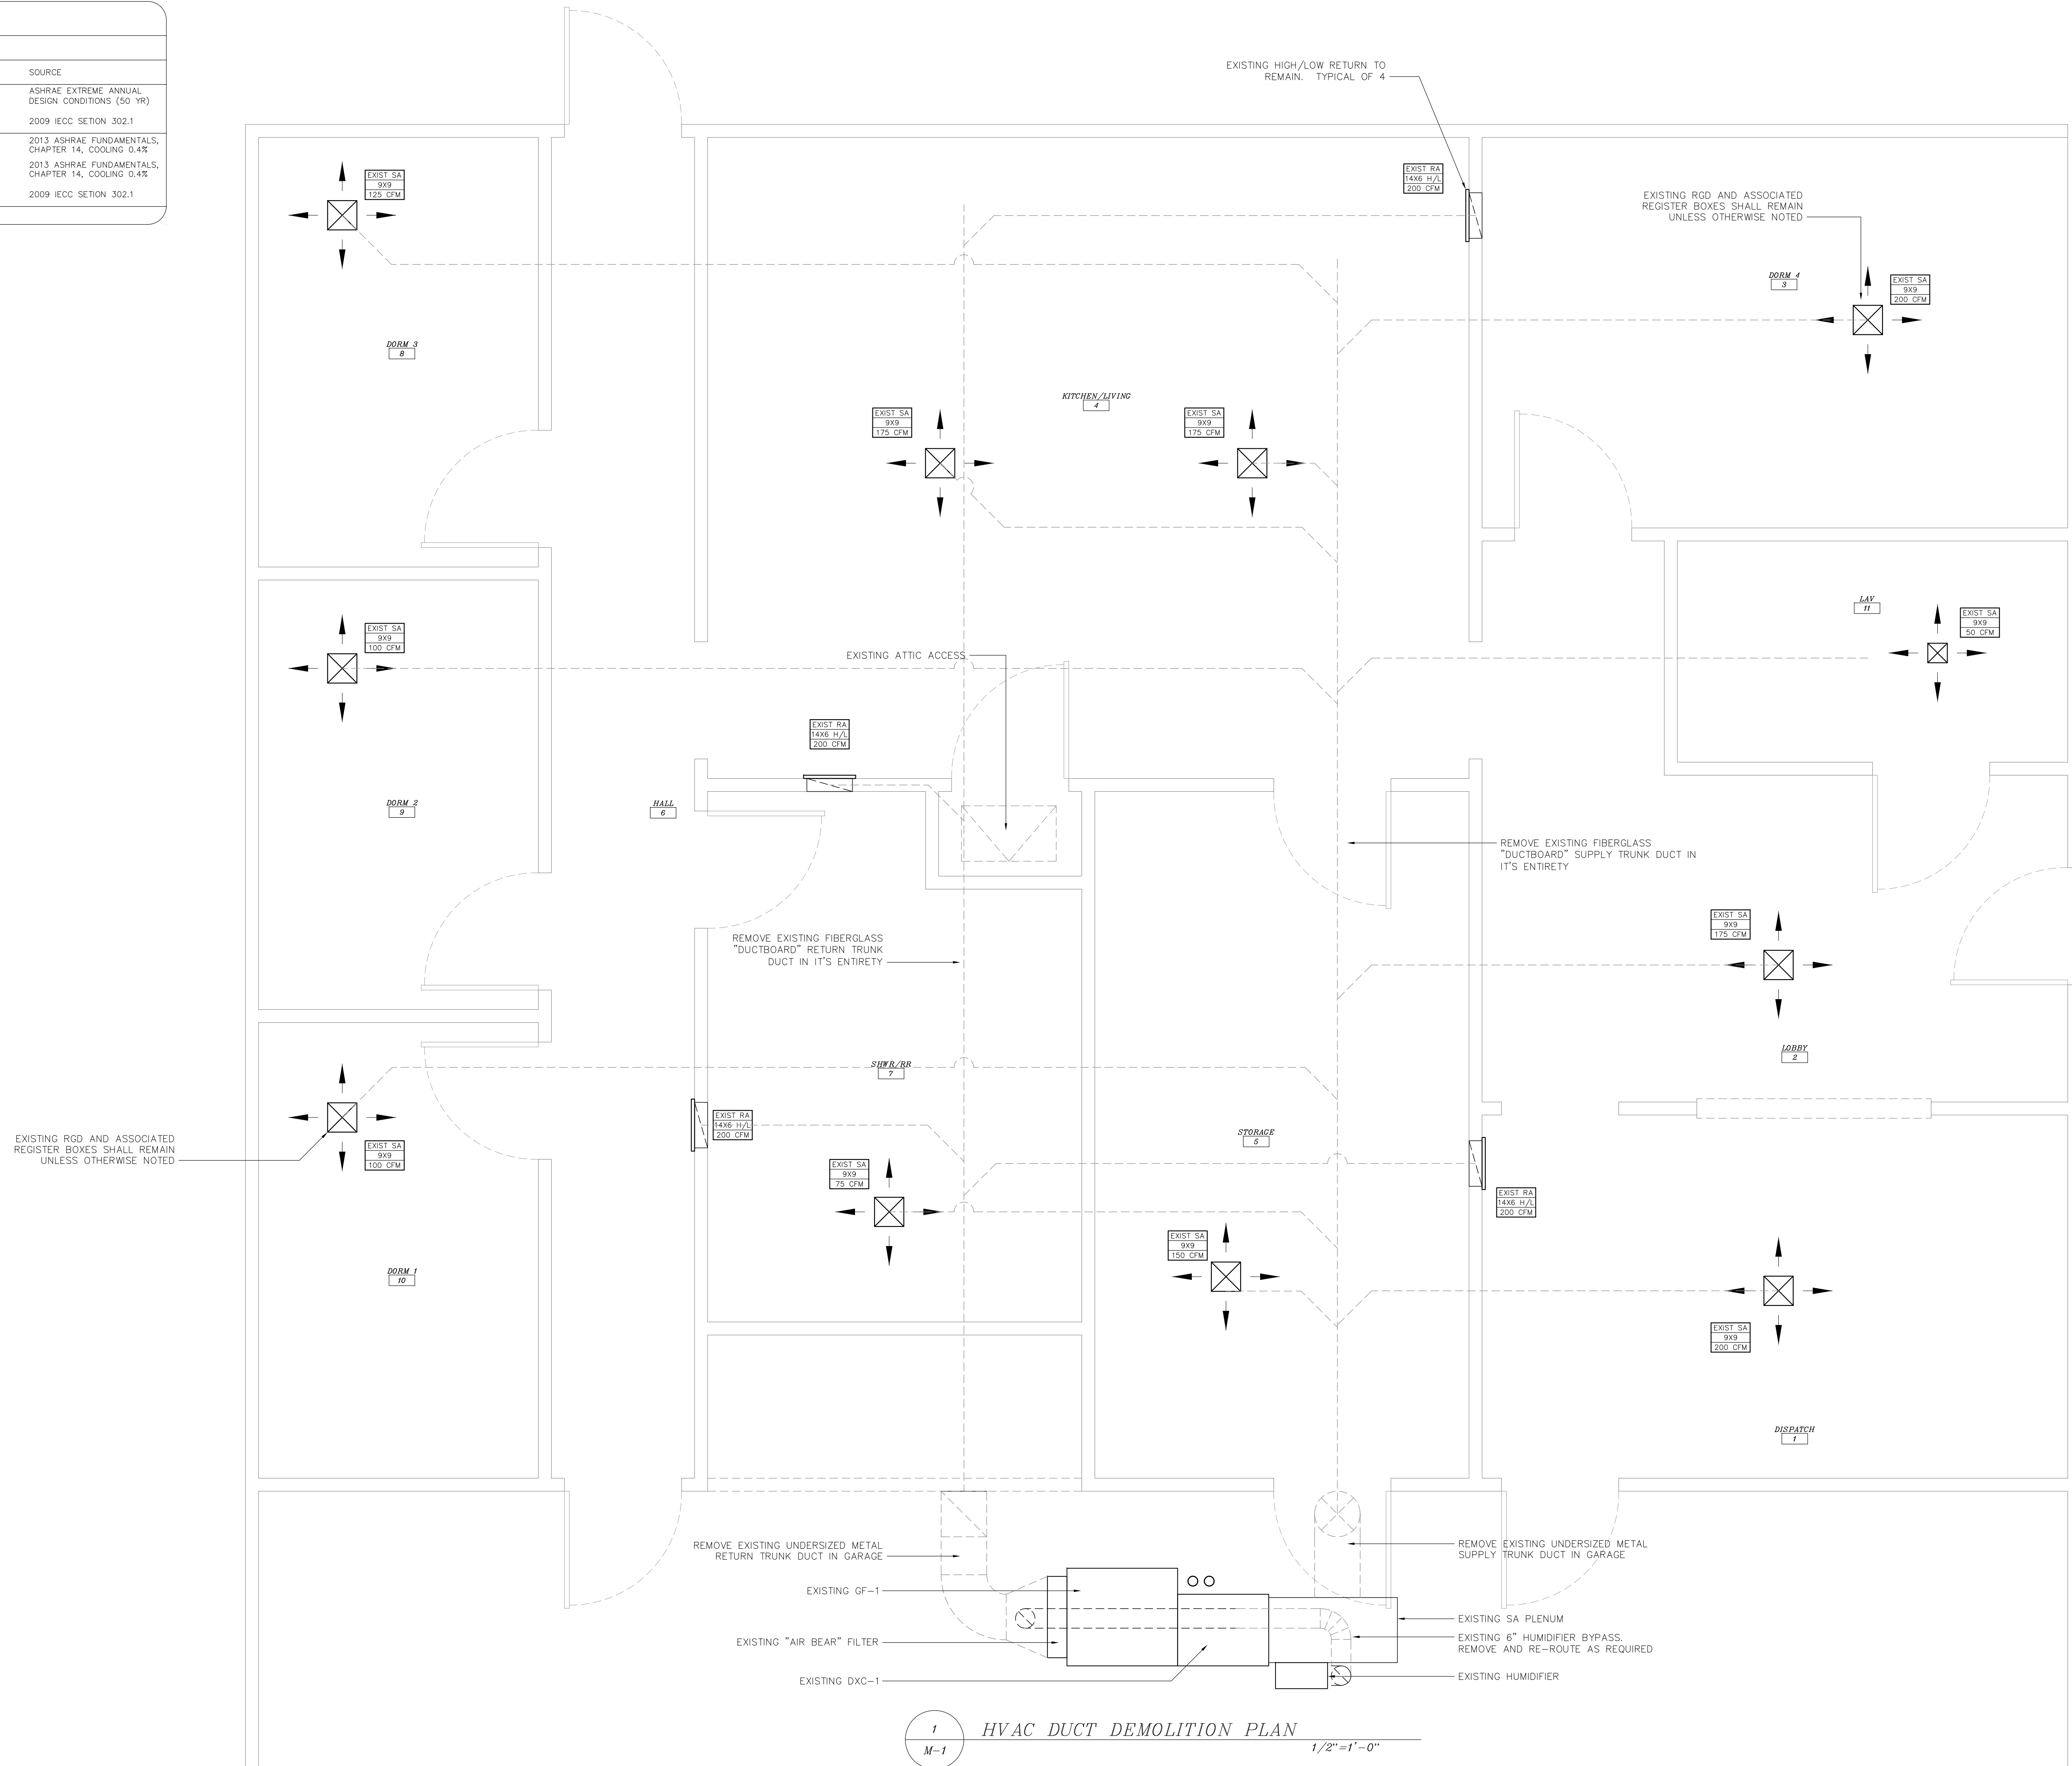 SOURCE
ASHRAE EXTREME ANNUAL
DESIGN CONDITIONS (50 YR)
2009 IECC SETION 302.1
2013 ASHRAE FUNDAMENTALS,
CHAPTER 14, COOLING 0.4%
2013 ASHRAE FUNDAMENTALS,
CHAPTER 14, COOLING 0.4%
2009 IECC SETION 302.1
EXISTING HIGH/LOW RETURN TO
REMAIN. TYPICAL OF 4
EXIST SA
9X9
125 CFM
EXIST RA
14X6 H/L
200 CFM
EXISTING RGD AND ASSOCIATED
REGISTER BOXES SHALL REMAIN
UNLESS OTHERWISE NOTED
DORM 4
3
EXIST SA
9X9
200 CFM
DORM 3
8
KITCHEN/LIVING
4
EXIST SA
9X9
175 CFM
EXIST SA
9X9
175 CFM
LAV
11
EXIST SA
9X9
50 CFM
EXIST SA
9X9
100 CFM
EXISTING ATTIC ACCESS
EXIST RA
14X6 H/L
200 CFM
DORM 2
9
HALL
6
REMOVE EXISTING FIBERGLASS
"DUCTBOARD" SUPPLY TRUNK DUCT IN
IT'S ENTIRETY
REMOVE EXISTING FIBERGLASS
"DUCTBOARD" RETURN TRUNK
DUCT IN IT'S ENTIRETY
EXIST SA
9X9
175 CFM
LOBBY
2
SHWR/RR
7
EXISTING RGD AND ASSOCIATED
REGISTER BOXES SHALL REMAIN
UNLESS OTHERWISE NOTED
EXIST SA
9X9
100 CFM
EXIST RA
14X6 H/L
200 CFM
STORAGE
5
EXIST SA
9X9
75 CFM
EXIST RA
14X6 H/L
200 CFM
EXIST SA
9X9
150 CFM
DORM 1
10
EXIST SA
9X9
200 CFM
DISPATCH
1
REMOVE EXISTING UNDERSIZED METAL
RETURN TRUNK DUCT IN GARAGE
REMOVE EXISTING UNDERSIZED METAL
SUPPLY TRUNK DUCT IN GARAGE
EXISTING GF-1
EXISTING SA PLENUM
EXISTING "AIR BEAR" FILTER
EXISTING 6" HUMIDIFIER BYPASS.
REMOVE AND RE-ROUTE AS REQUIRED
EXISTING DXC-1
EXISTING HUMIDIFIER
1
M-1
HVAC DUCT DEMOLITION PLAN
1/2"=1'-0"